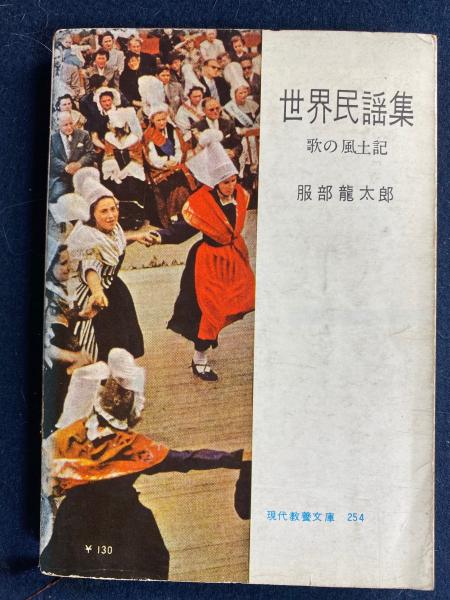 世界民謡集
歌の風土記
服部龍太郎
現代教養文庫 254
¥130